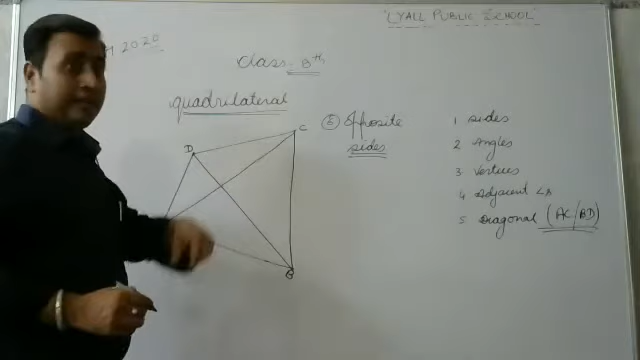 "LYALL PUBLIC SCHOOL"
2020
Class:- 8th
quadrilateral
⑥ Opposite
sides
1 sides
2 Angles
3 Vertices
4 Adjacent ∠s
5 Diagonal (AC/BD)
D
C
B